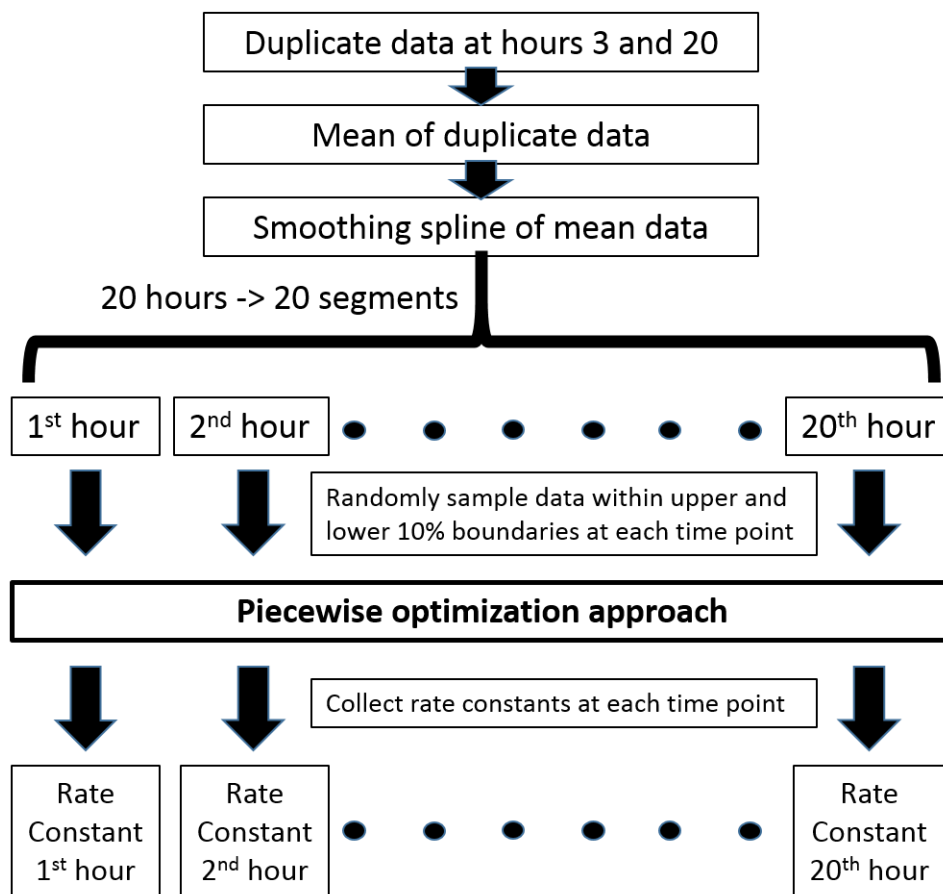 Duplicate data at hours 3 and 20
Mean of duplicate data
Smoothing spline of mean data
20 hours -> 20 segments
1st hour
2nd hour
20th hour
Randomly sample data within upper and
lower 10% boundaries at each time point
Piecewise optimization approach
Collect rate constants at each time point
Rate
Constant
1st hour
Rate
Constant
2nd hour
Rate
Constant
20th hour